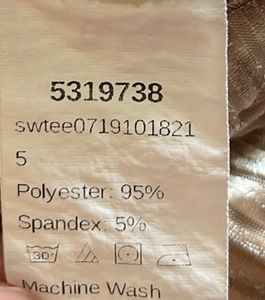 5319738
swtee0719101821
5
Polyester: 95%
Spandex: 5%
30°
Machine Wash